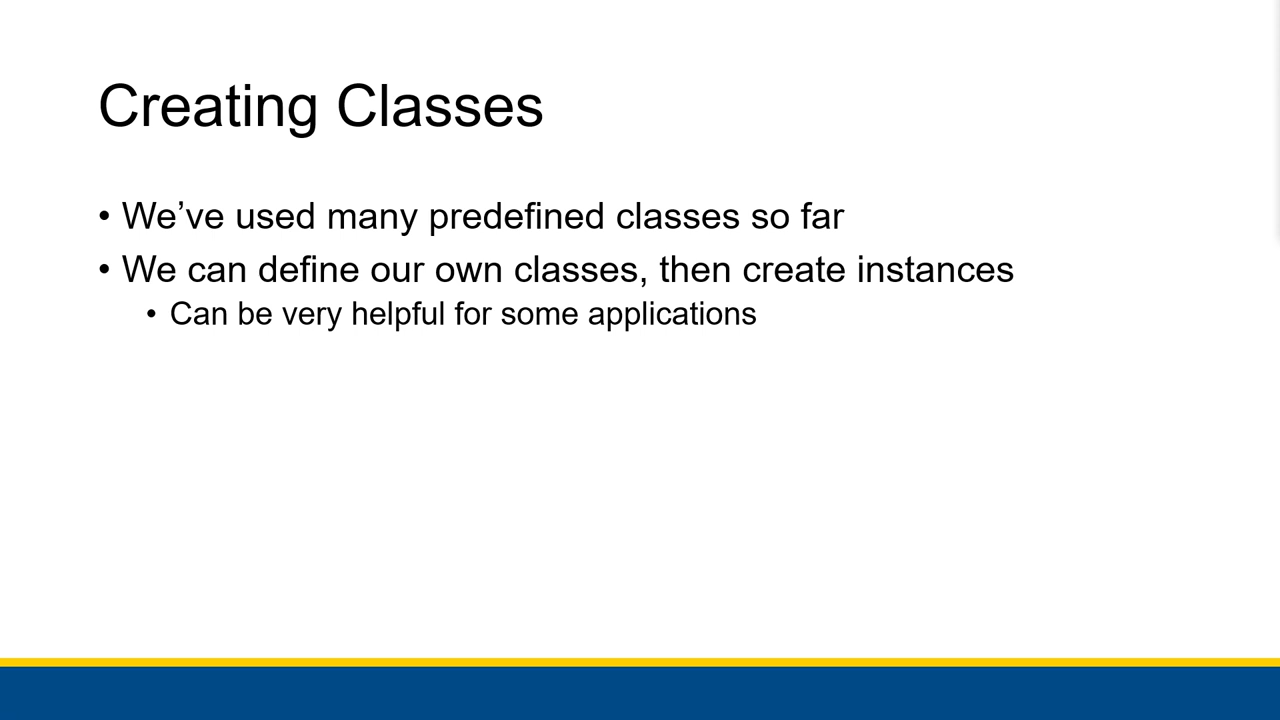 Creating Classes
• We’ve used many predefined classes so far
• We can define our own classes, then create instances
• Can be very helpful for some applications